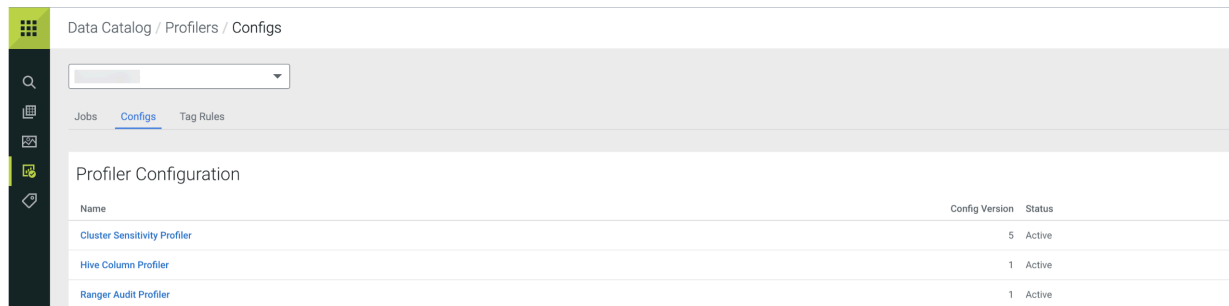 Data Catalog / Profilers / Configs
Jobs Configs Tag Rules
Profiler Configuration
Name Config Version Status
Cluster Sensitivity Profiler 5 Active
Hive Column Profiler 1 Active
Ranger Audit Profiler 1 Active